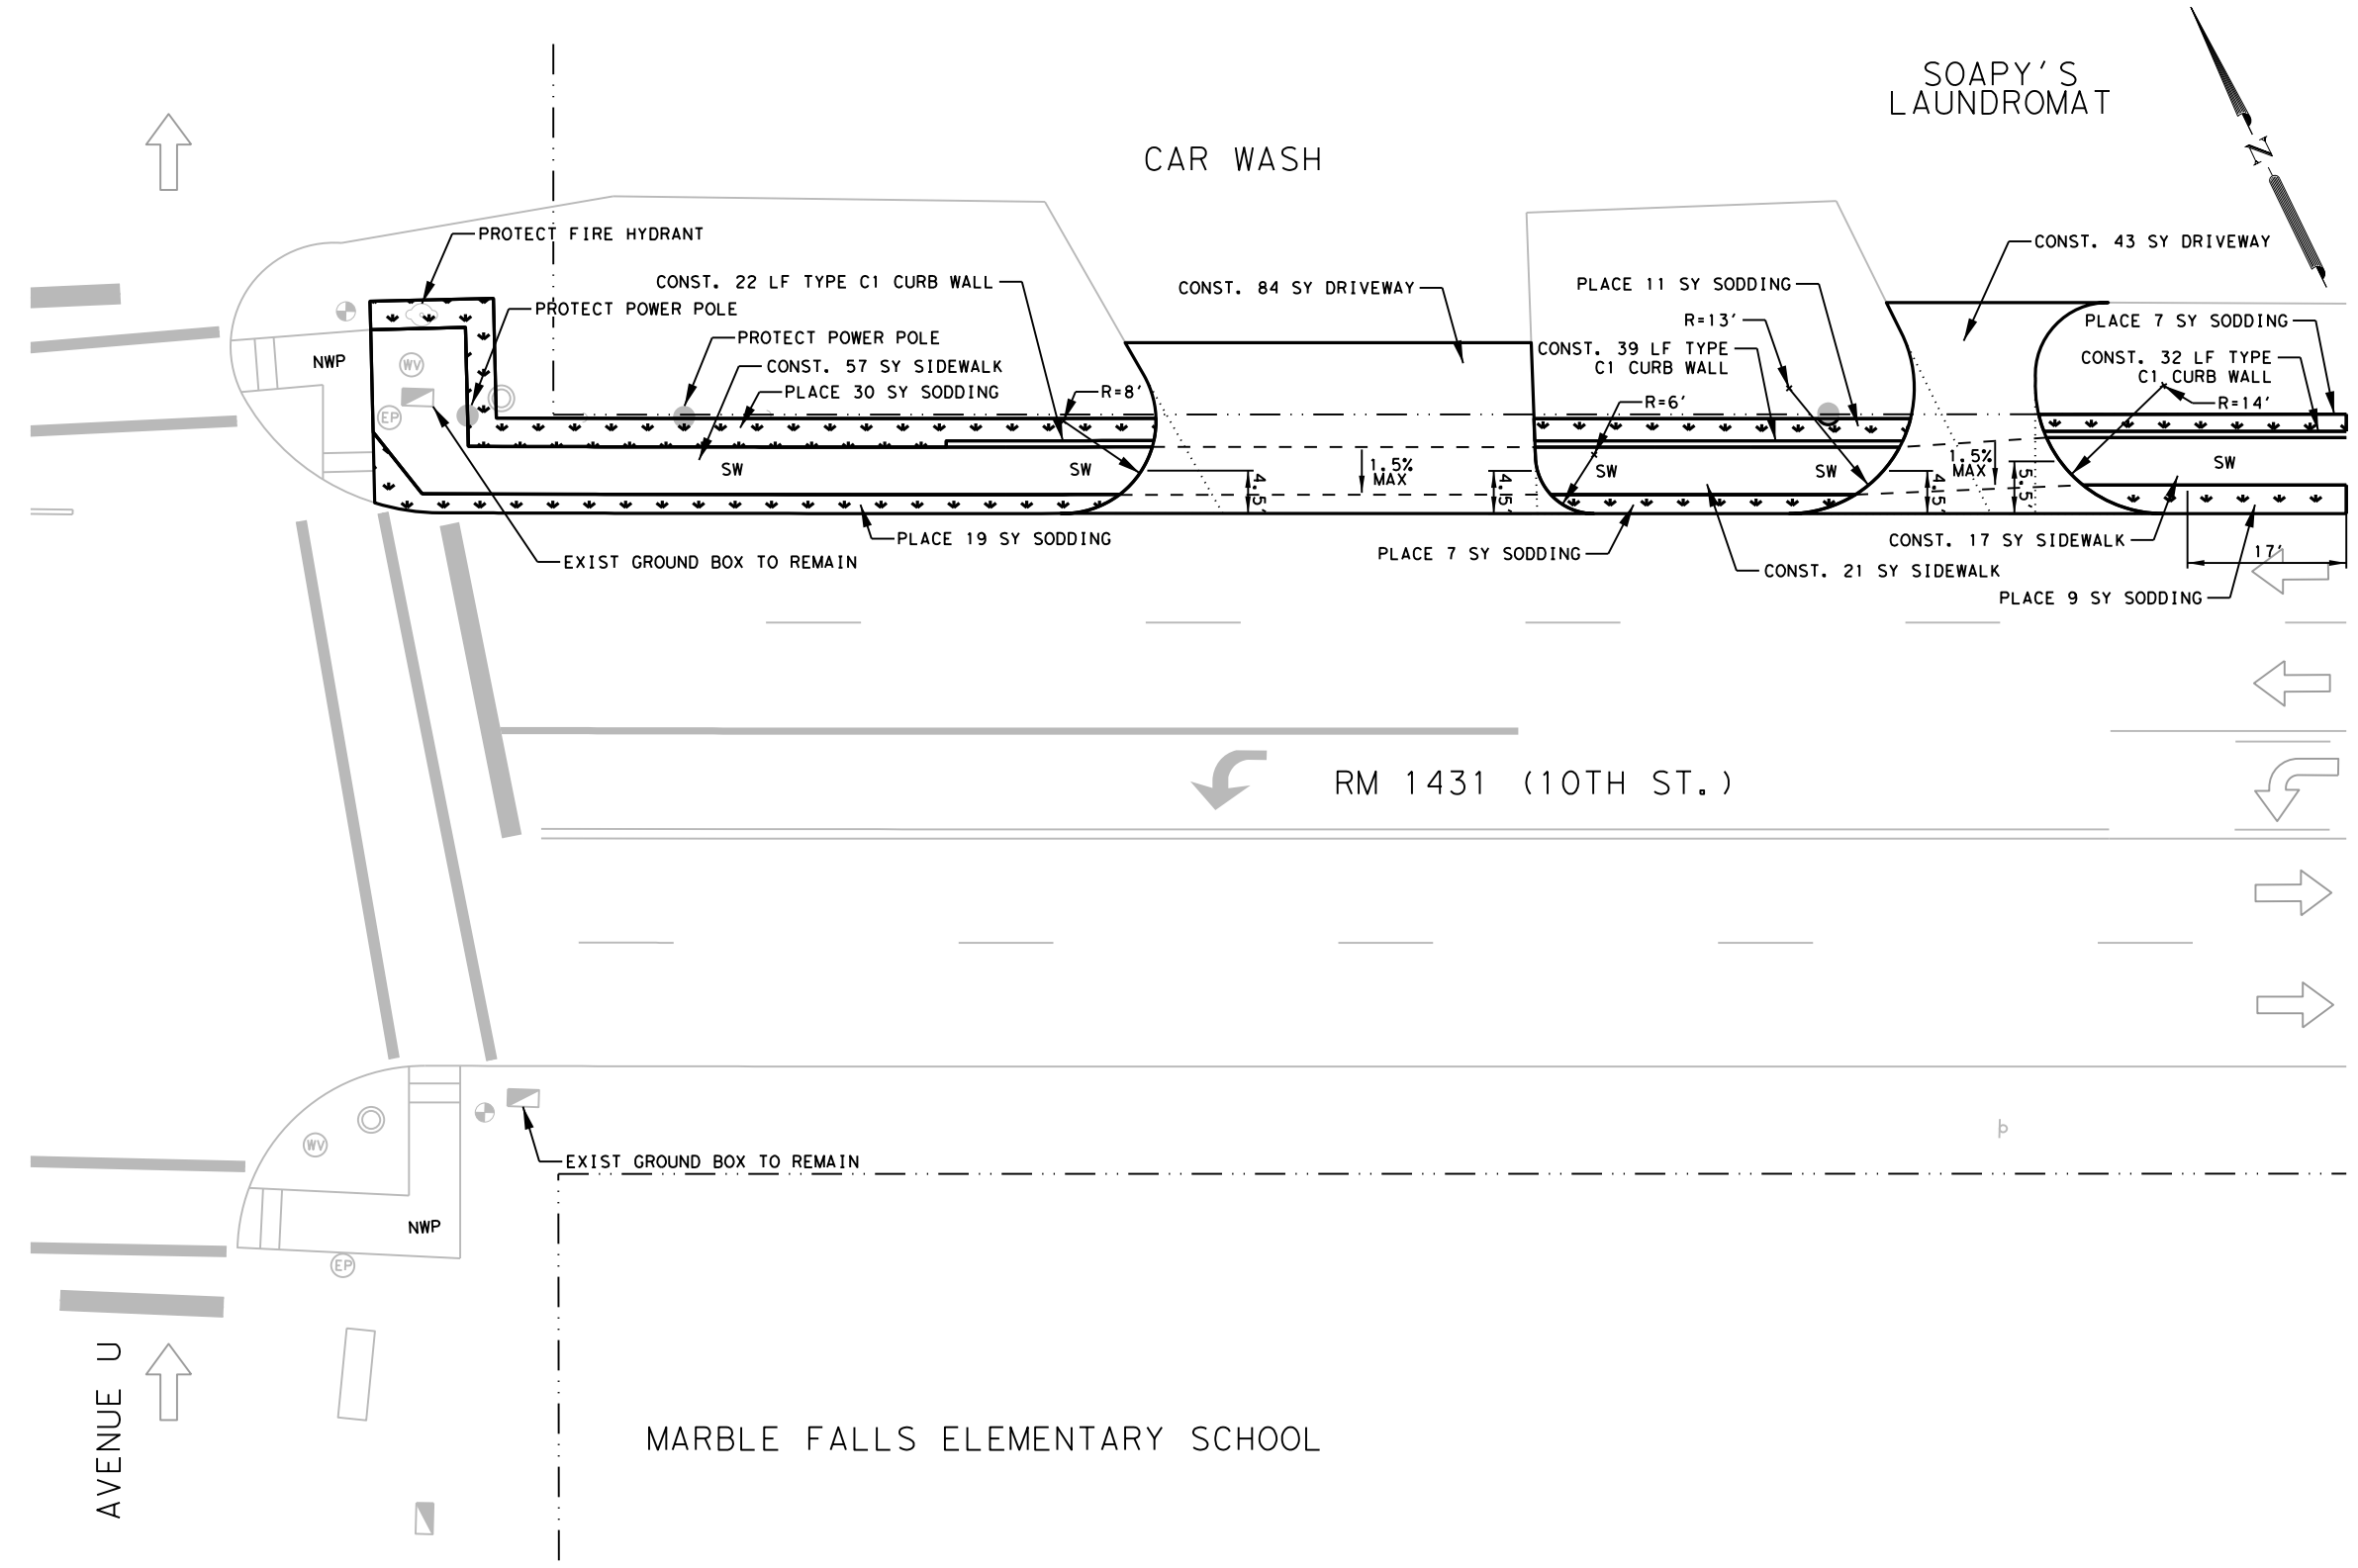 SOAPY'S
LAUNDROMAT
N
CAR WASH
PROTECT FIRE HYDRANT
CONST. 43 SY DRIVEWAY
CONST. 22 LF TYPE C1 CURB WALL
CONST. 84 SY DRIVEWAY
PLACE 11 SY SODDING
PROTECT POWER POLE
R=13'
PLACE 7 SY SODDING
PROTECT POWER POLE
CONST. 39 LF TYPE
C1 CURB WALL
CONST. 32 LF TYPE
C1 CURB WALL
NWP
WV
CONST. 57 SY SIDEWALK
PLACE 30 SY SODDING
R=8'
R=6'
R=14'
EP
SW
SW
1.5%
MAX
SW
SW
1.5%
MAX
SW
4.5'
4.5'
4.5'
5.5'
PLACE 19 SY SODDING
CONST. 17 SY SIDEWALK
EXIST GROUND BOX TO REMAIN
PLACE 7 SY SODDING
17'
CONST. 21 SY SIDEWALK
PLACE 9 SY SODDING
RM 1431 (10TH ST.)
WV
EXIST GROUND BOX TO REMAIN
NWP
EP
AVENUE U
MARBLE FALLS ELEMENTARY SCHOOL